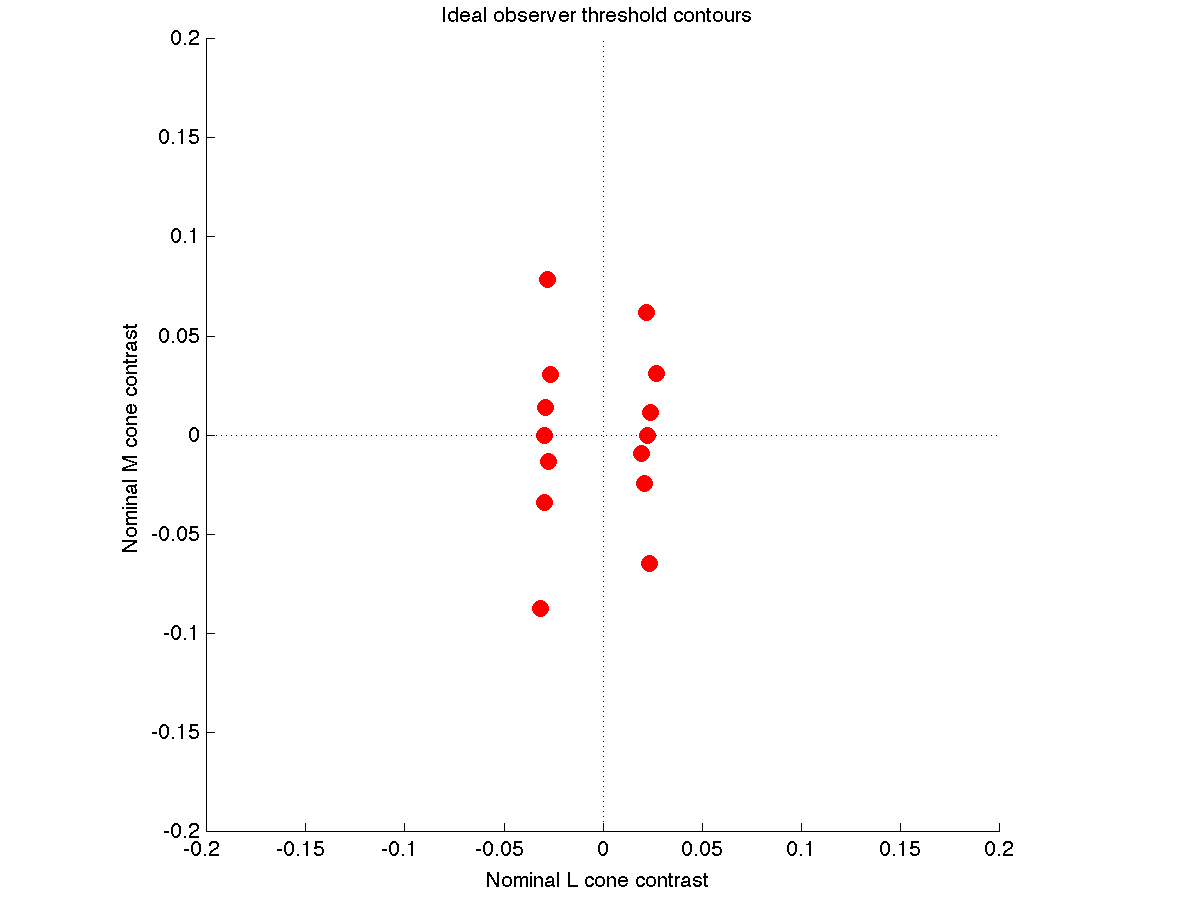 Ideal observer threshold contours
0.2
0.15
0.1
0.05
0
-0.05
-0.1
-0.15
-0.2
Nominal M cone contrast
-0.2 -0.15 -0.1 -0.05 0 0.05 0.1 0.15 0.2
Nominal L cone contrast